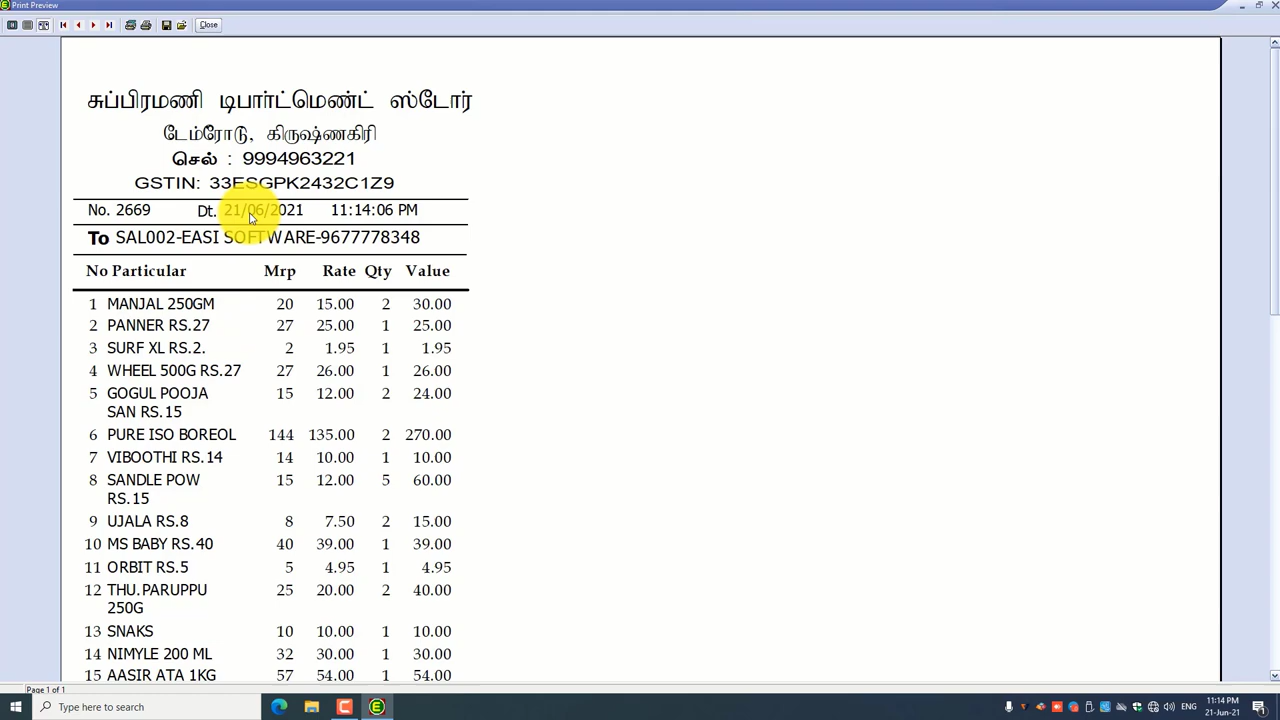 Print Preview
Close
சுப்பிரமணி டிபார்ட்மெண்ட் ஸ்டோர்
டேம்ரோடு, கிருஷ்ணகிரி
செல் : 9994963221
GSTIN: 33ESGPK2432C1Z9
No. 2669 Dt. 21/06/2021 11:14:06 PM
To SAL002-EASI SOFTWARE-9677778348
No Particular Mrp Rate Qty Value
1 MANJAL 250GM 20 15.00 2 30.00
2 PANNER RS.27 27 25.00 1 25.00
3 SURF XL RS.2. 2 1.95 1 1.95
4 WHEEL 500G RS.27 27 26.00 1 26.00
5 GOGUL POOJA 15 12.00 2 24.00
SAN RS.15
6 PURE ISO BOREOL 144 135.00 2 270.00
7 VIBOOTHI RS.14 14 10.00 1 10.00
8 SANDLE POW 15 12.00 5 60.00
RS.15
9 UJALA RS.8 8 7.50 2 15.00
10 MS BABY RS.40 40 39.00 1 39.00
11 ORBIT RS.5 5 4.95 1 4.95
12 THU.PARUPPU 25 20.00 2 40.00
250G
13 SNAKS 10 10.00 1 10.00
14 NIMYLE 200 ML 32 30.00 1 30.00
15 AASIR ATA 1KG 57 54.00 1 54.00
Page 1 of 1
Type here to search
ENG
11:14 PM
21-Jun-21